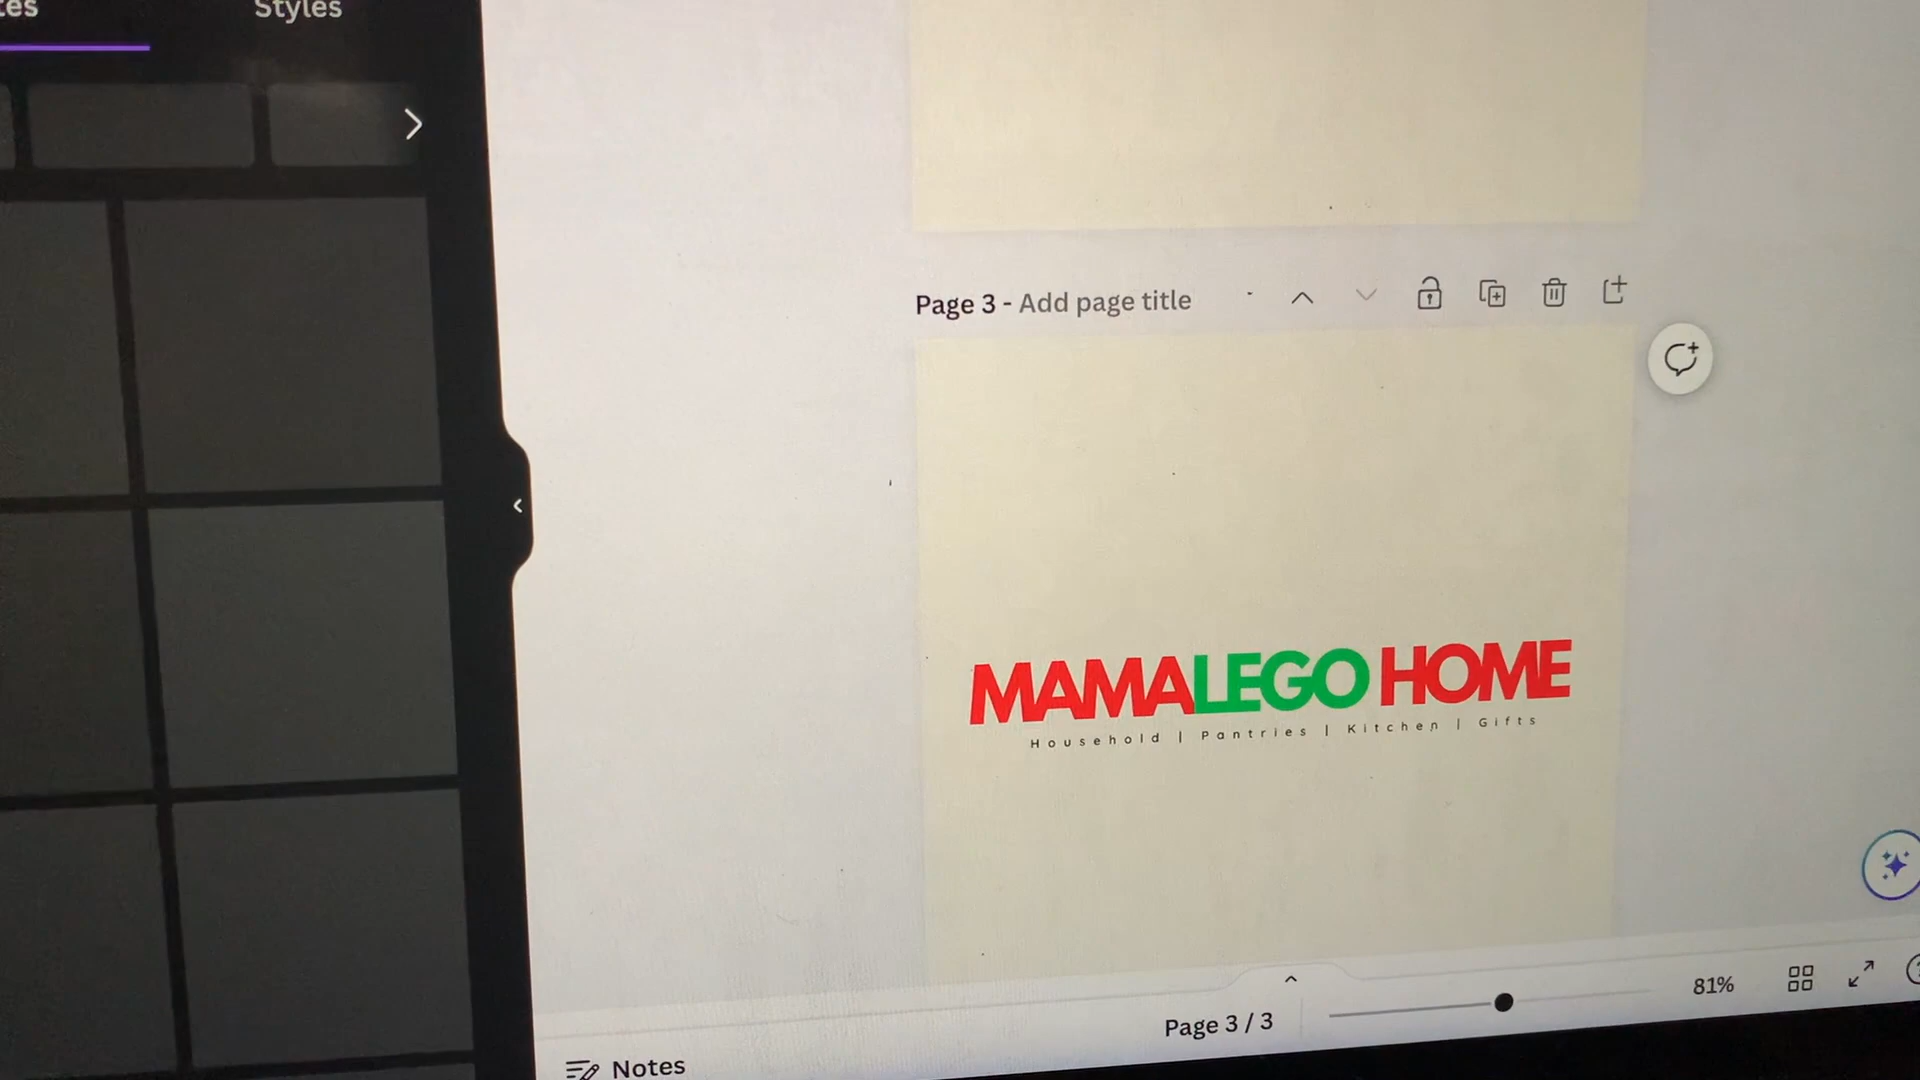 Styles
Page 3 - Add page title
MAMALEGO HOME
Household | Pantries | Kitchen | Gifts
81%
Page 3 / 3
Notes